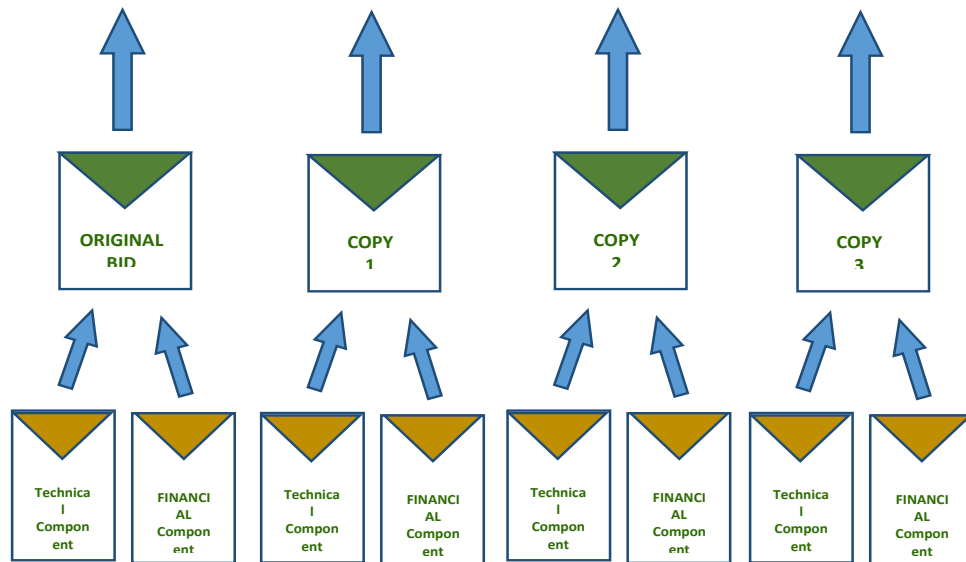 ORIGINAL
BID
COPY
1
COPY
2
COPY
3
Technica
l
Compon
ent
FINANCI
AL
Compon
ent
Technica
l
Compon
ent
FINANCI
AL
Compon
ent
Technica
l
Compon
ent
FINANCI
AL
Compon
ent
Technica
l
Compon
ent
FINANCI
AL
Compon
ent